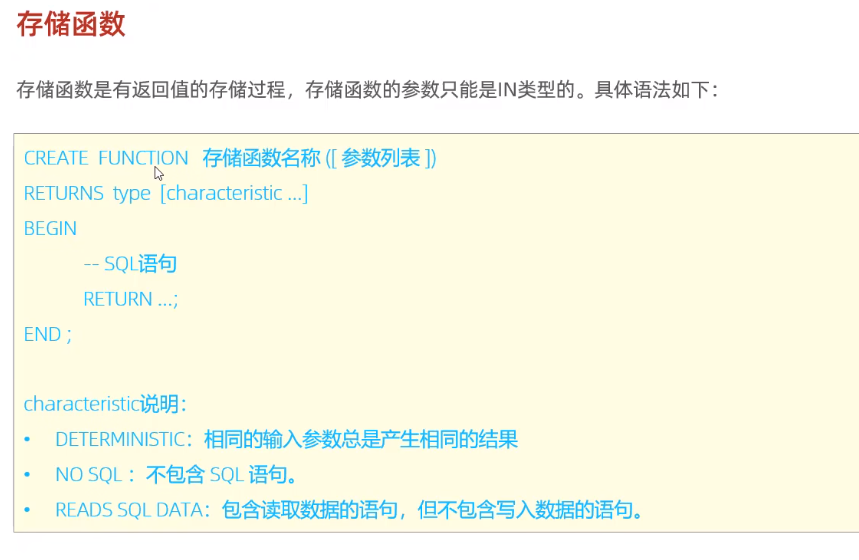 存储函数
存储函数是有返回值的存储过程，存储函数的参数只能是IN类型的。具体语法如下：
CREATE FUNCTION 存储函数名称 ([ 参数列表 ])
RETURNS type [characteristic ...]
BEGIN
-- SQL语句
RETURN ...;
END ;
characteristic说明：
• DETERMINISTIC：相同的输入参数总是产生相同的结果
• NO SQL ：不包含 SQL 语句。
• READS SQL DATA：包含读取数据的语句，但不包含写入数据的语句。